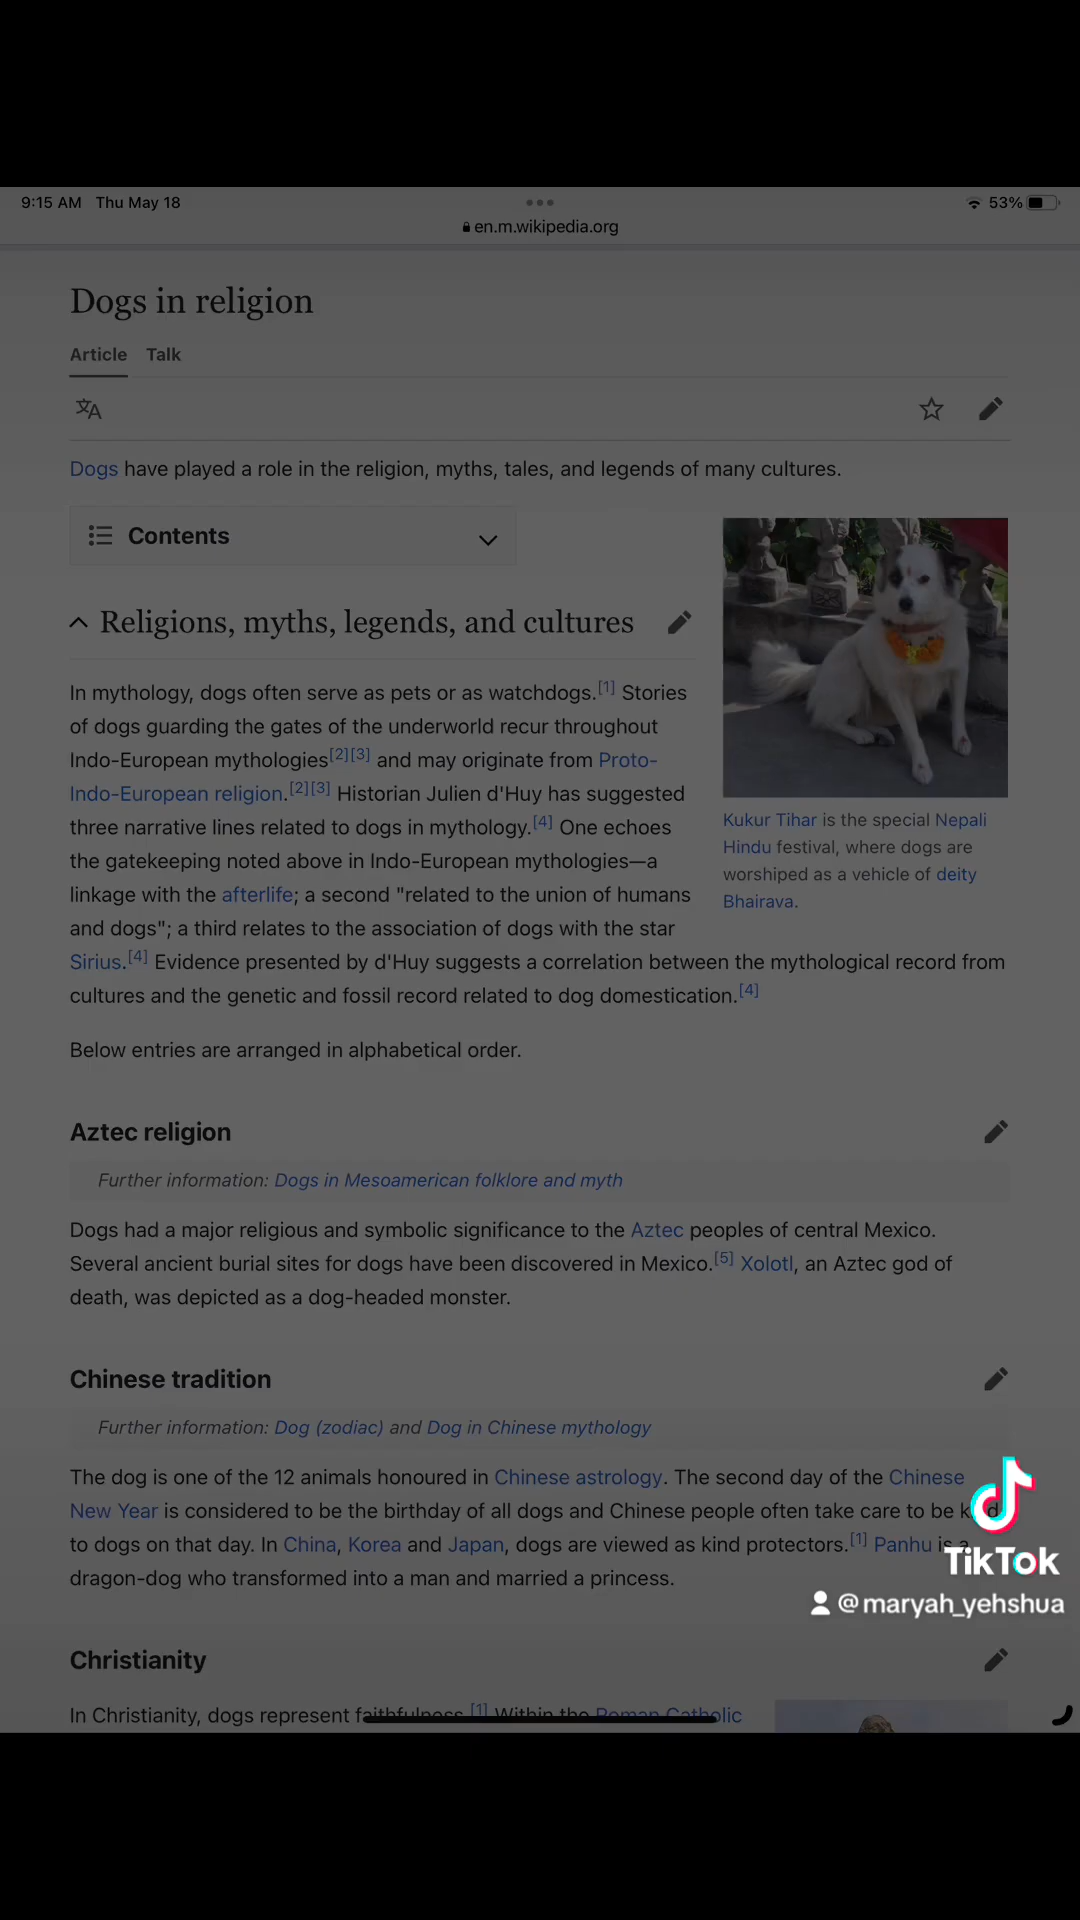 9:15 AM Thu May 18
53%
en.m.wikipedia.org
Dogs in religion
Article Talk
Dogs have played a role in the religion, myths, tales, and legends of many cultures.
Contents
Religions, myths, legends, and cultures
In mythology, dogs often serve as pets or as watchdogs.[1] Stories
of dogs guarding the gates of the underworld recur throughout
Indo-European mythologies[2][3] and may originate from Proto-
Indo-European religion.[2][3] Historian Julien d'Huy has suggested
three narrative lines related to dogs in mythology.[4] One echoes
the gatekeeping noted above in Indo-European mythologies—a
linkage with the afterlife; a second "related to the union of humans
and dogs"; a third relates to the association of dogs with the star
Sirius.[4] Evidence presented by d'Huy suggests a correlation between the mythological record from
cultures and the genetic and fossil record related to dog domestication.[4]
Kukur Tihar is the special Nepali
Hindu festival, where dogs are
worshiped as a vehicle of deity
Bhairava.
Below entries are arranged in alphabetical order.
Aztec religion
Further information: Dogs in Mesoamerican folklore and myth
Dogs had a major religious and symbolic significance to the Aztec peoples of central Mexico.
Several ancient burial sites for dogs have been discovered in Mexico.[5] Xolotl, an Aztec god of
death, was depicted as a dog-headed monster.
Chinese tradition
Further information: Dog (zodiac) and Dog in Chinese mythology
The dog is one of the 12 animals honoured in Chinese astrology. The second day of the Chinese
New Year is considered to be the birthday of all dogs and Chinese people often take care to be kind
to dogs on that day. In China, Korea and Japan, dogs are viewed as kind protectors.[1] Panhu is a
dragon-dog who transformed into a man and married a princess.
TikTok
@maryah_yehshua
Christianity
In Christianity, dogs represent faithfulness.[1] Within the Roman Catholic